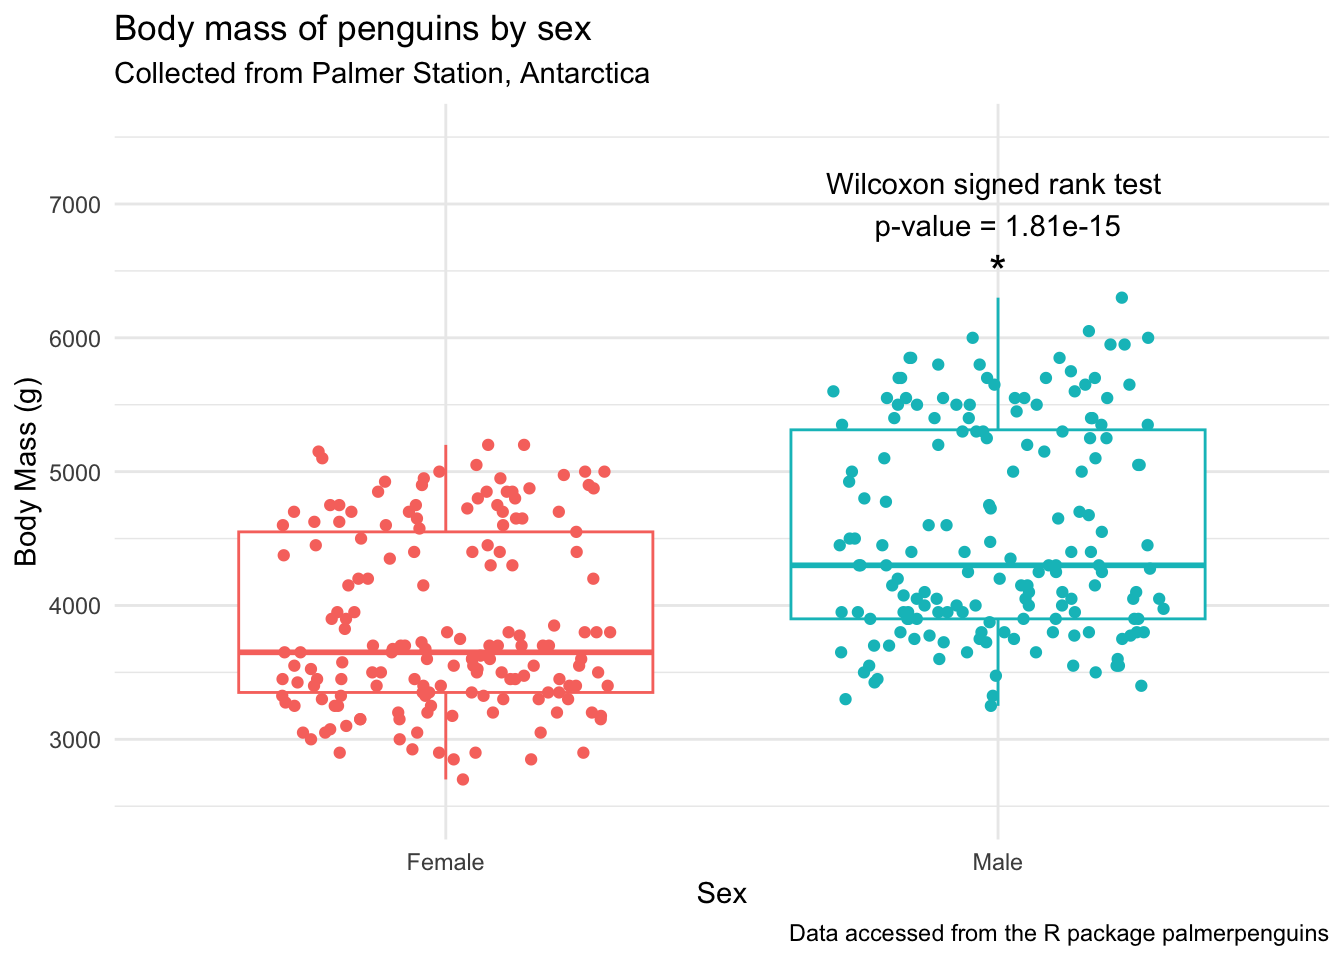 Body mass of penguins by sex
Collected from Palmer Station, Antarctica
Wilcoxon signed rank test
p-value = 1.81e-15
*
7000
6000
5000
4000
3000
Body Mass (g)
Female
Male
Sex
Data accessed from the R package palmerpenguins